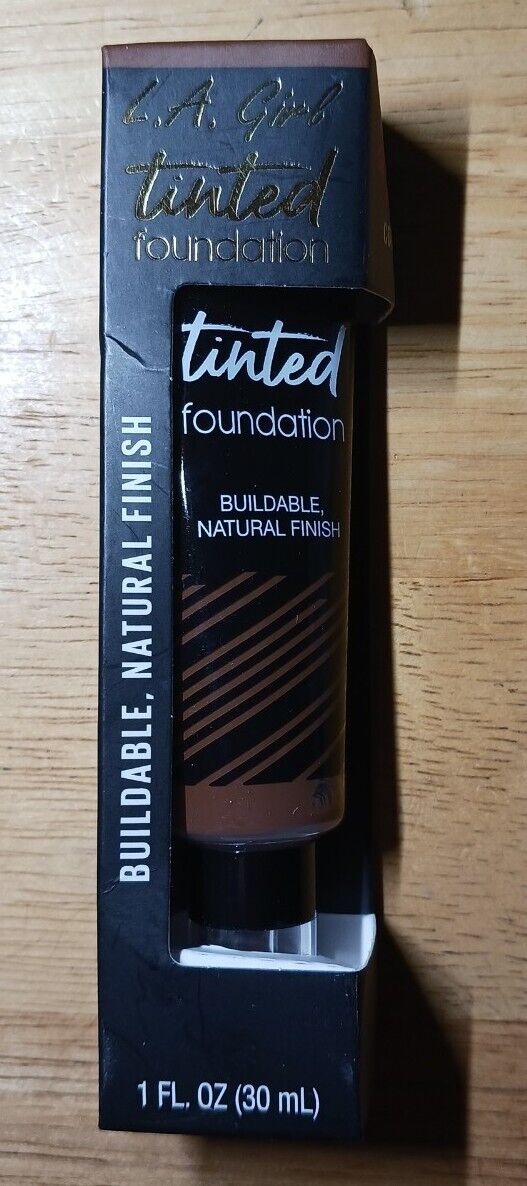 L.A. Girl
tinted
foundation
tinted
foundation
BUILDABLE,
NATURAL FINISH
BUILDABLE, NATURAL FINISH
1 FL. OZ (30 mL)